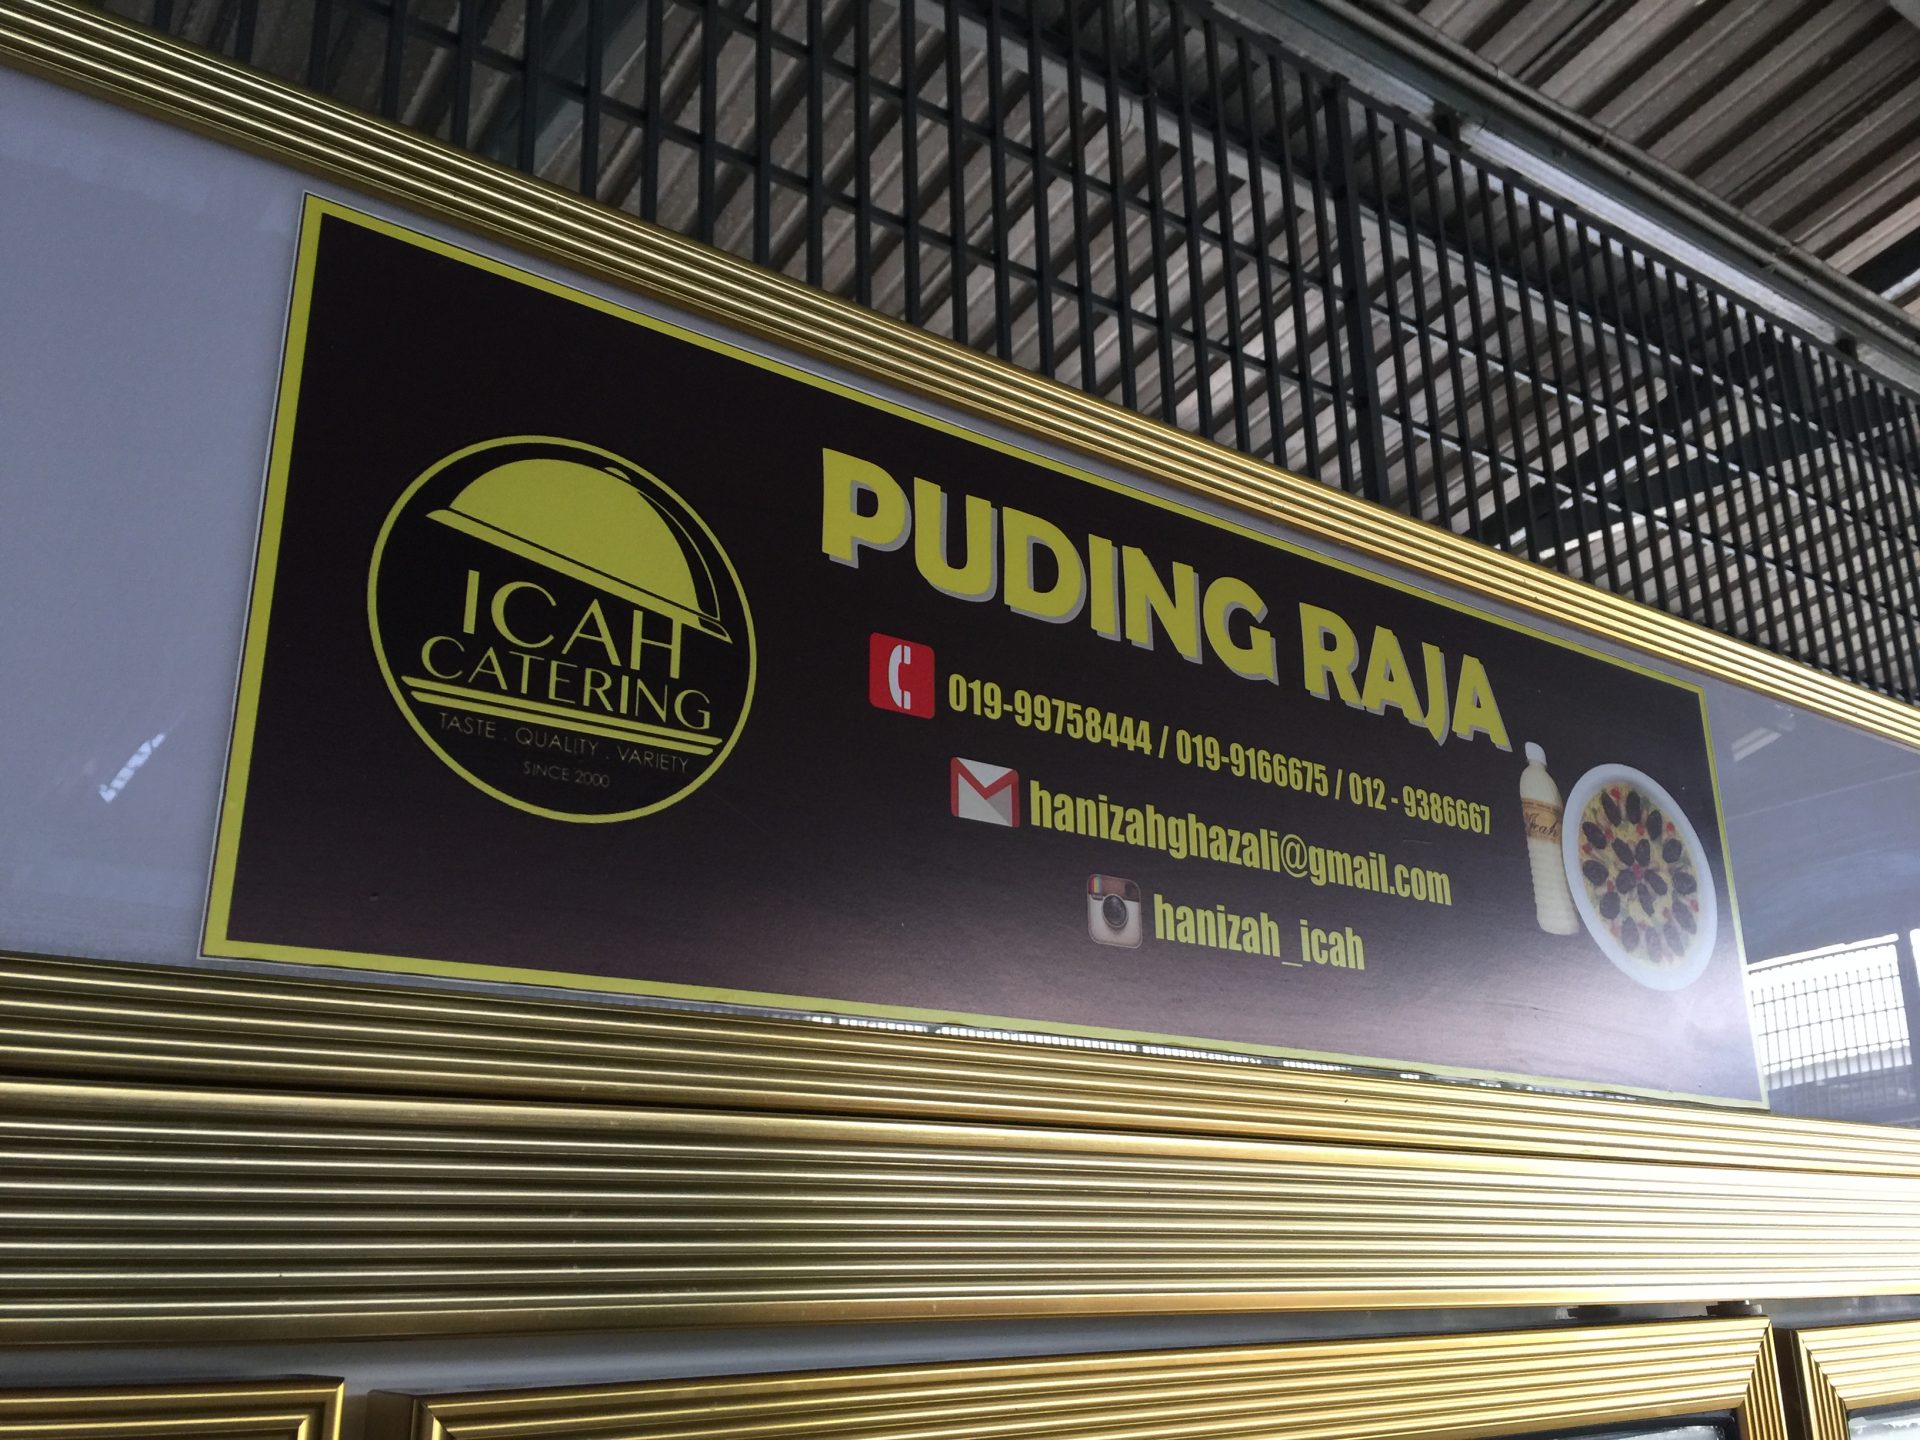 ICAH
CATERING
TASTE . QUALITY . VARIETY
SINCE 2000
PUDING RAJA
019-99758444 / 019-9166675 / 012 - 9386667
hanizahghazali@gmail.com
hanizah_icah
Icah